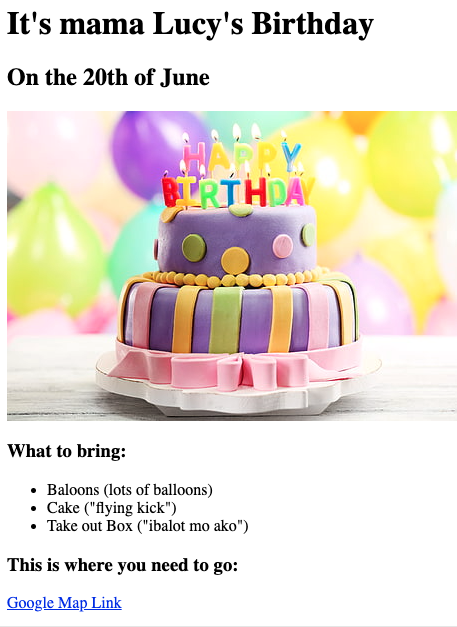 It's mama Lucy's Birthday
On the 20th of June
HAPPY
BIRTHDAY
What to bring:
Baloons (lots of balloons)
Cake ("flying kick")
Take out Box ("ibalot mo ako")
This is where you need to go:
Google Map Link